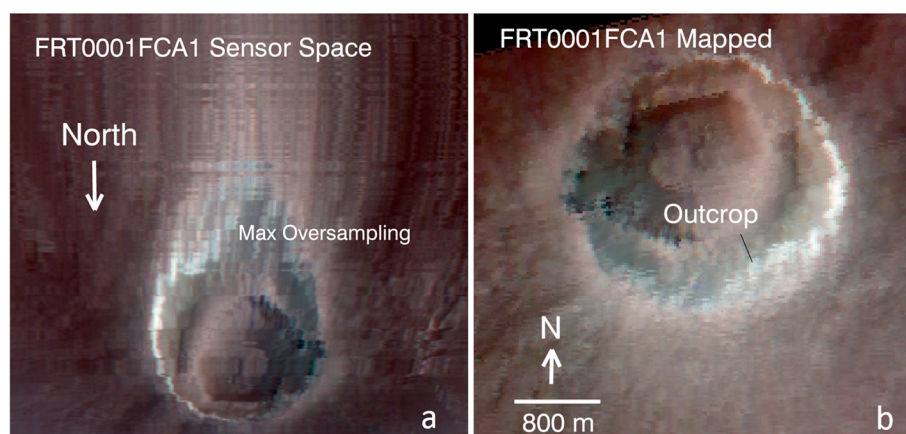 FRT0001FCA1 Sensor Space
North
Max Oversampling
a
FRT0001FCA1 Mapped
Outcrop
N
800 m
b